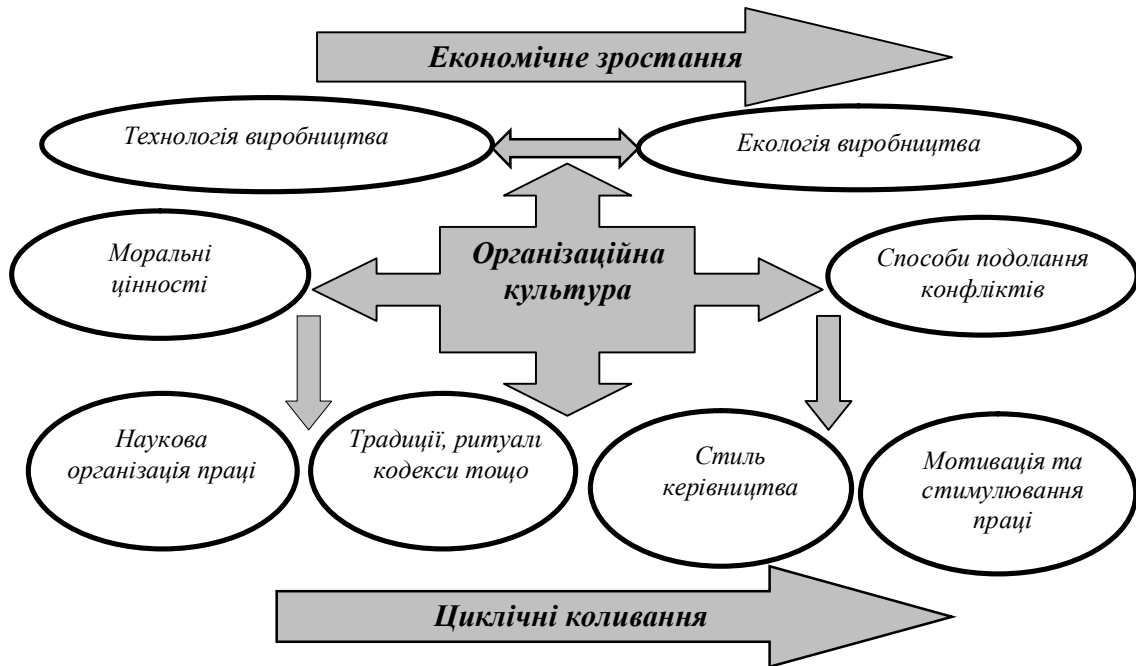 Економічне зростання
Технологія виробництва
Екологія виробництва
Моральні
цінності
Організаційна
культура
Способи подолання
конфліктів
Наукова
організація праці
Традиції, ритуалі
кодекси тощо
Стиль
керівництва
Мотивація та
стимулювання
праці
Циклічні коливання